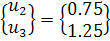 {u₂
u₃} = {0.75
1.25}